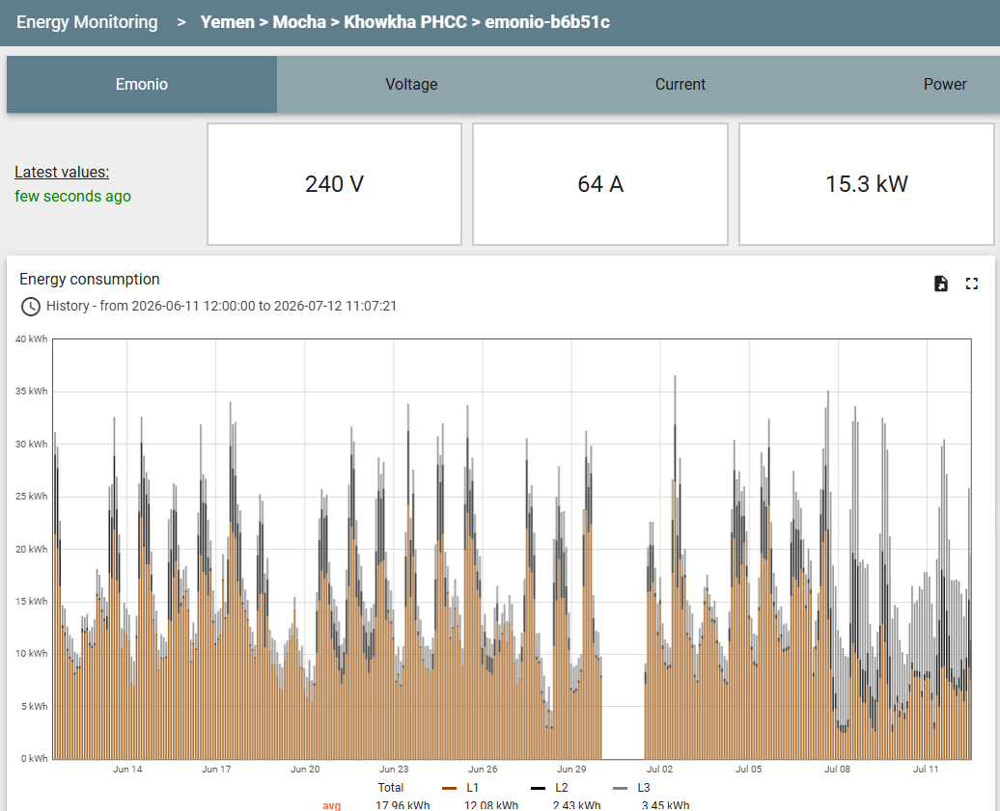 Energy Monitoring > Yemen > Mocha > Khowkha PHCC > emonio-b6b51c
Emonio Voltage Current Power
Latest values:
few seconds ago
240 V 64 A 15.3 kW
Energy consumption
History - from 2026-06-11 12:00:00 to 2026-07-12 11:07:21
40 kWh
35 kWh
30 kWh
25 kWh
20 kWh
15 kWh
10 kWh
5 kWh
0 kWh
Jun 14 Jun 17 Jun 20 Jun 23 Jun 26 Jun 29 Jul 02 Jul 05 Jul 08 Jul 11
Total L1 L2 L3
avg 17.96 kWh 12.08 kWh 2.43 kWh 3.45 kWh